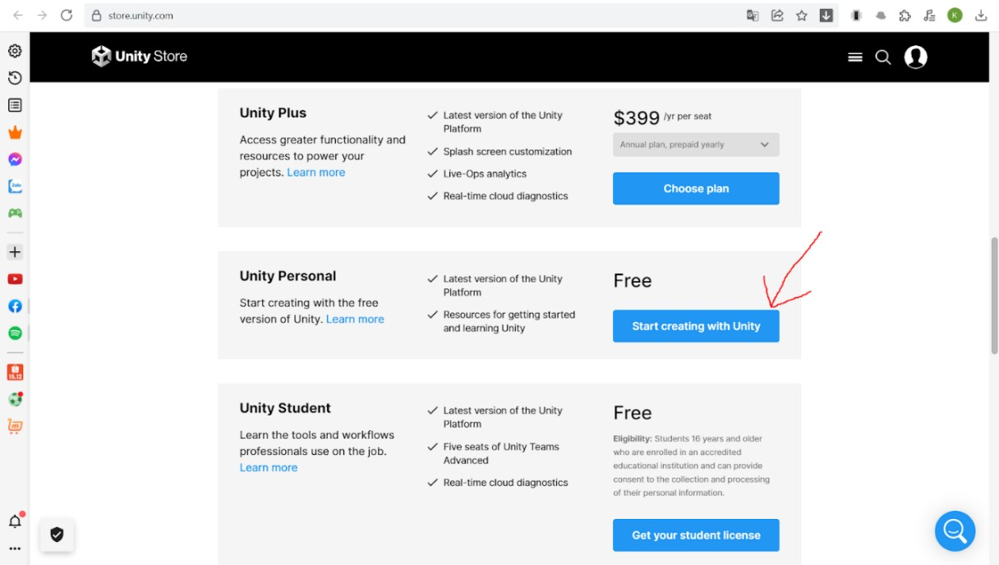 store.unity.com
K
Unity Store
Unity Plus
Access greater functionality and
resources to power your
projects. Learn more
Latest version of the Unity
Platform
Splash screen customization
Live-Ops analytics
Real-time cloud diagnostics
$399 /yr per seat
Annual plan, prepaid yearly
Choose plan
Unity Personal
Start creating with the free
version of Unity. Learn more
Latest version of the Unity
Platform
Resources for getting started
and learning Unity
Free
Start creating with Unity
Unity Student
Learn the tools and workflows
professionals use on the job.
Learn more
Latest version of the Unity
Platform
Five seats of Unity Teams
Advanced
Real-time cloud diagnostics
Free
Eligibility: Students 16 years and older
who are enrolled in an accredited
educational institution and can provide
consent to the collection and processing
of their personal information.
Get your student license
Zalo
15.12
m